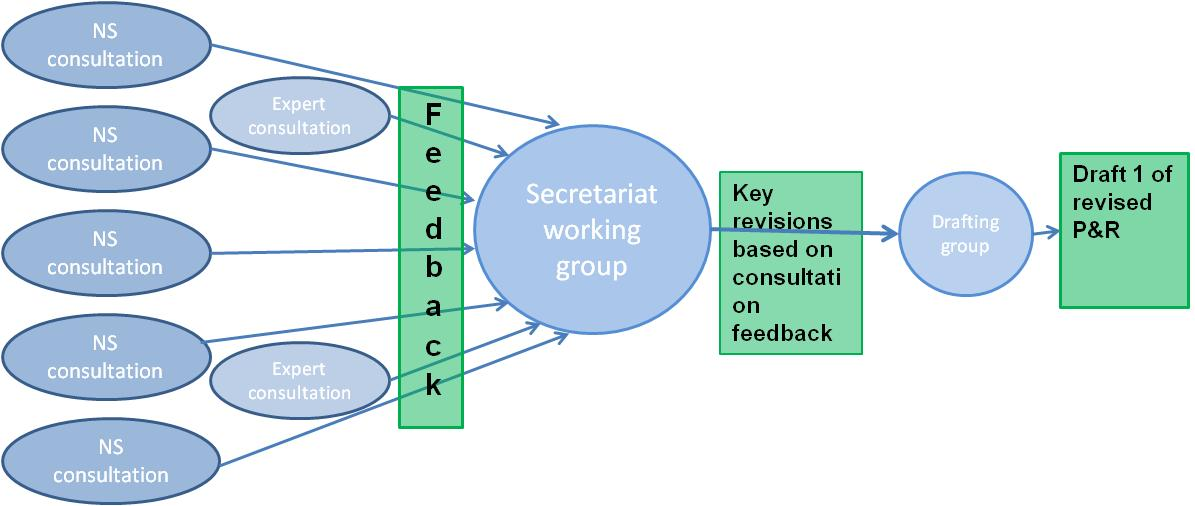 NS
consultation
Expert
consultation
NS
consultation
NS
consultation
NS
consultation
Expert
consultation
NS
consultation
F
e
e
d
b
a
c
k
Secretariat
working
group
Key
revisions
based on
consultati
on
feedback
Drafting
group
Draft 1 of
revised
P&R